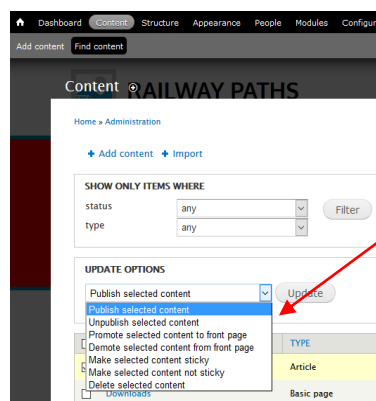 Dashboard Content Structure Appearance People Modules Configur
Add content Find content
RAILWAY PATHS
Content
Home » Administration
+ Add content + Import
SHOW ONLY ITEMS WHERE
status any
Filter
type any
UPDATE OPTIONS
Publish selected content
Update
Publish selected content
Unpublish selected content
Promote selected content to front page
Demote selected content from front page
Make selected content sticky
Make selected content not sticky
Delete selected content
TYPE
Article
Downloads Basic page